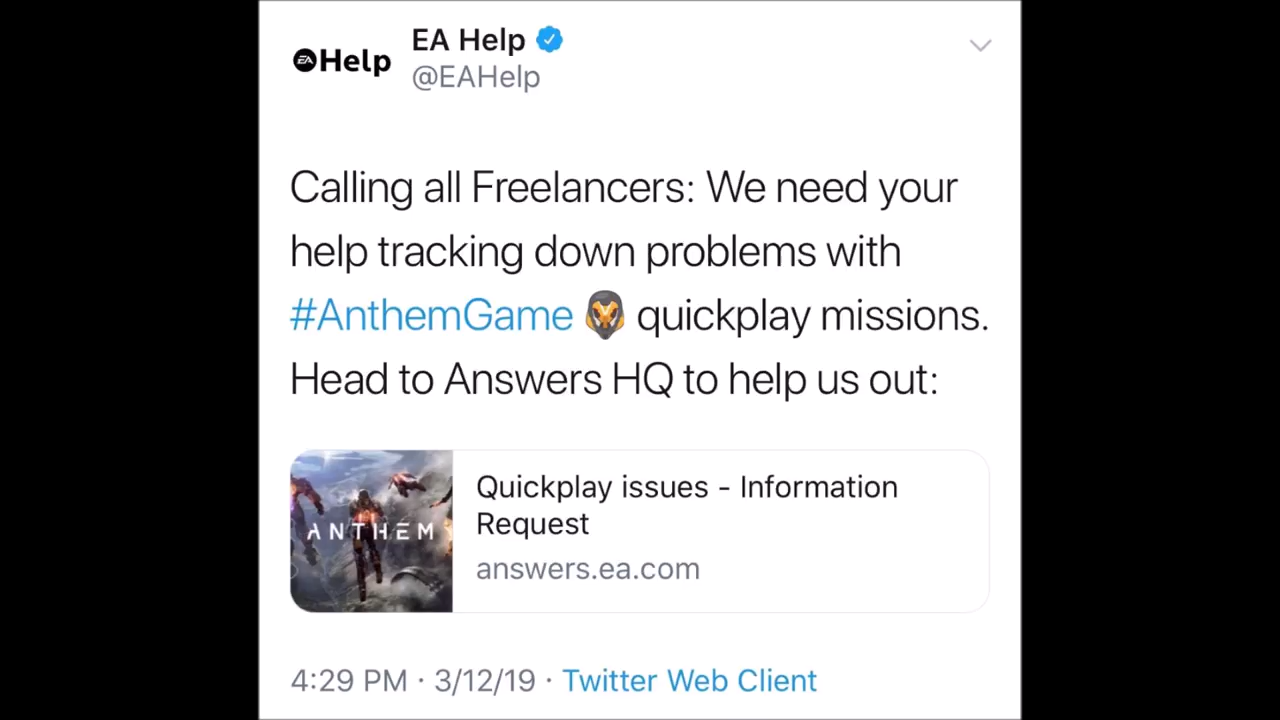 EA Help
EA Help
@EAHelp
Calling all Freelancers: We need your
help tracking down problems with
#AnthemGame quickplay missions.
Head to Answers HQ to help us out:
ANTHEM
Quickplay issues - Information
Request
answers.ea.com
4:29 PM · 3/12/19 · Twitter Web Client